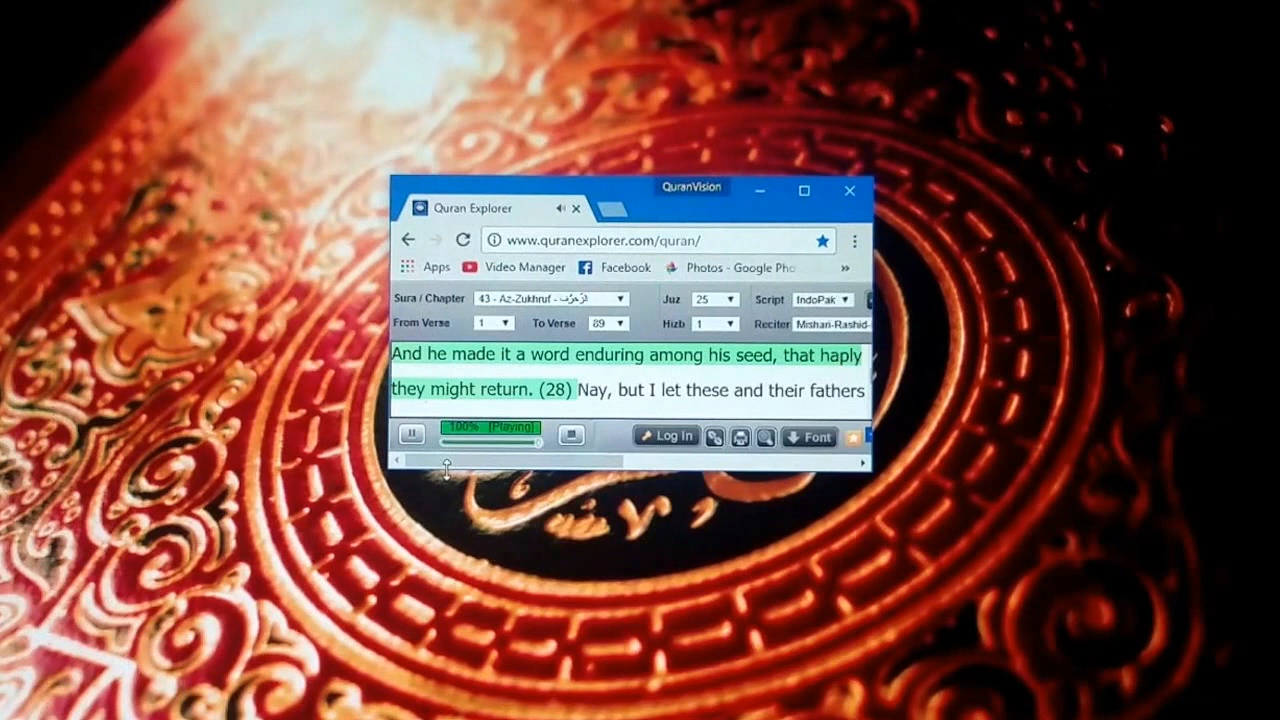 QuranVision
Quran Explorer
www.quranexplorer.com/quran/
Apps Video Manager Facebook Photos - Google Pho
Sura / Chapter 43 - Az-Zukhruf - الزّخرُف Juz 25 Script IndoPak
From Verse 1 To Verse 89 Hizb 1 Reciter Mishari-Rashid-
And he made it a word enduring among his seed, that haply
they might return. (28) Nay, but I let these and their fathers
100% [Playing] Log In Font